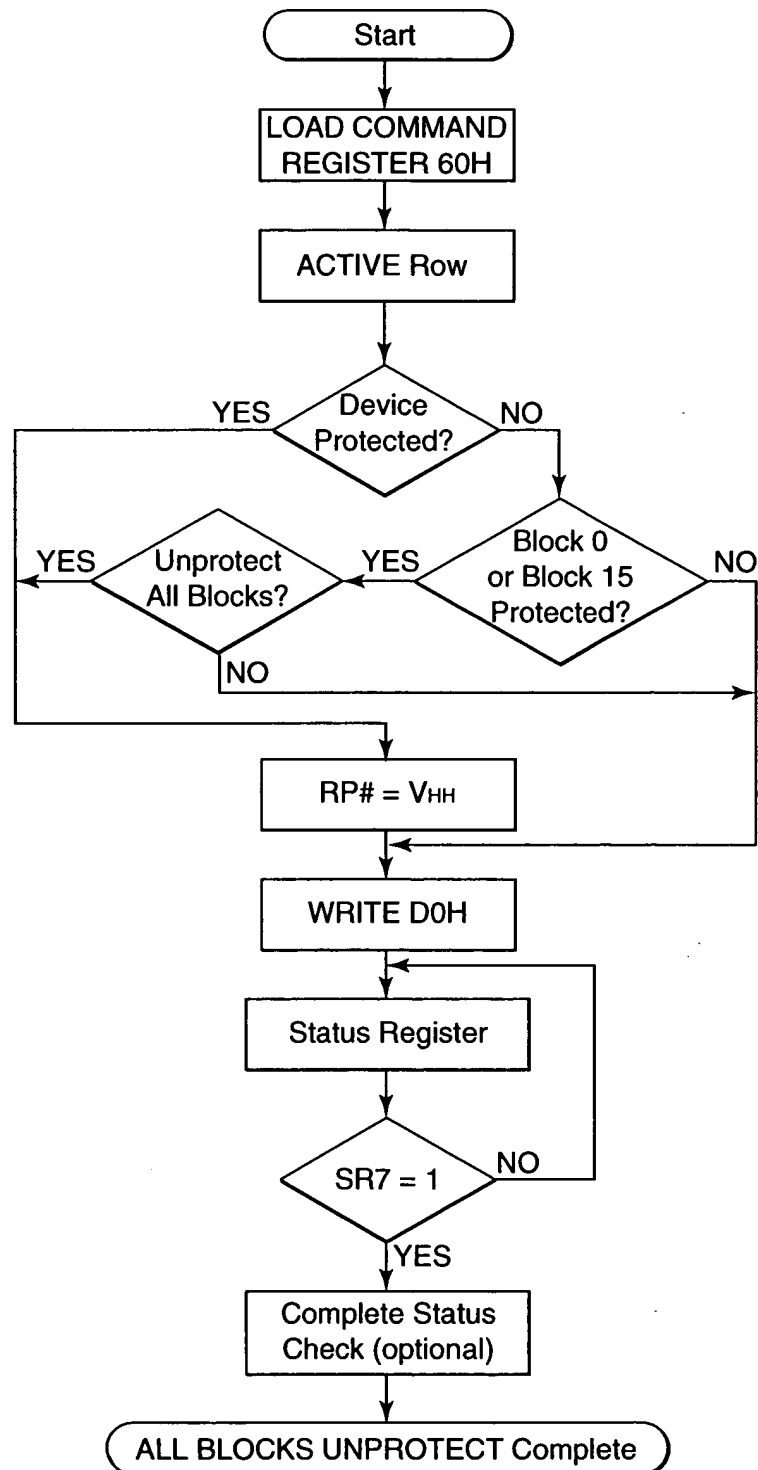 Start
LOAD COMMAND
REGISTER 60H
ACTIVE Row
YES
Device
Protected?
NO
YES
Unprotect
All Blocks?
YES
Block 0
or Block 15
Protected?
NO
NO
RP# = VHH
WRITE D0H
Status Register
SR7 = 1
NO
YES
Complete Status
Check (optional)
ALL BLOCKS UNPROTECT Complete